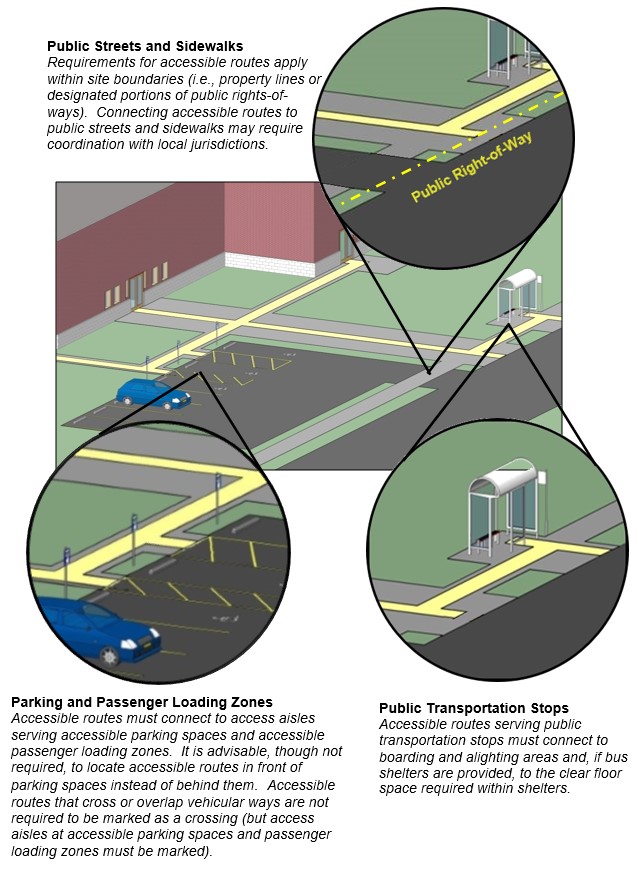 Public Streets and Sidewalks
Requirements for accessible routes apply
within site boundaries (i.e., property lines or
designated portions of public rights-of-
ways).  Connecting accessible routes to
public streets and sidewalks may require
coordination with local jurisdictions.
Public Right-of-Way
Parking and Passenger Loading Zones
Accessible routes must connect to access aisles
serving accessible parking spaces and accessible
passenger loading zones.  It is advisable, though not
required, to locate accessible routes in front of
parking spaces instead of behind them.  Accessible
routes that cross or overlap vehicular ways are not
required to be marked as a crossing (but access
aisles at accessible parking spaces and passenger
loading zones must be marked).
Public Transportation Stops
Accessible routes serving public
transportation stops must connect to
boarding and alighting areas and, if bus
shelters are provided, to the clear floor
space required within shelters.